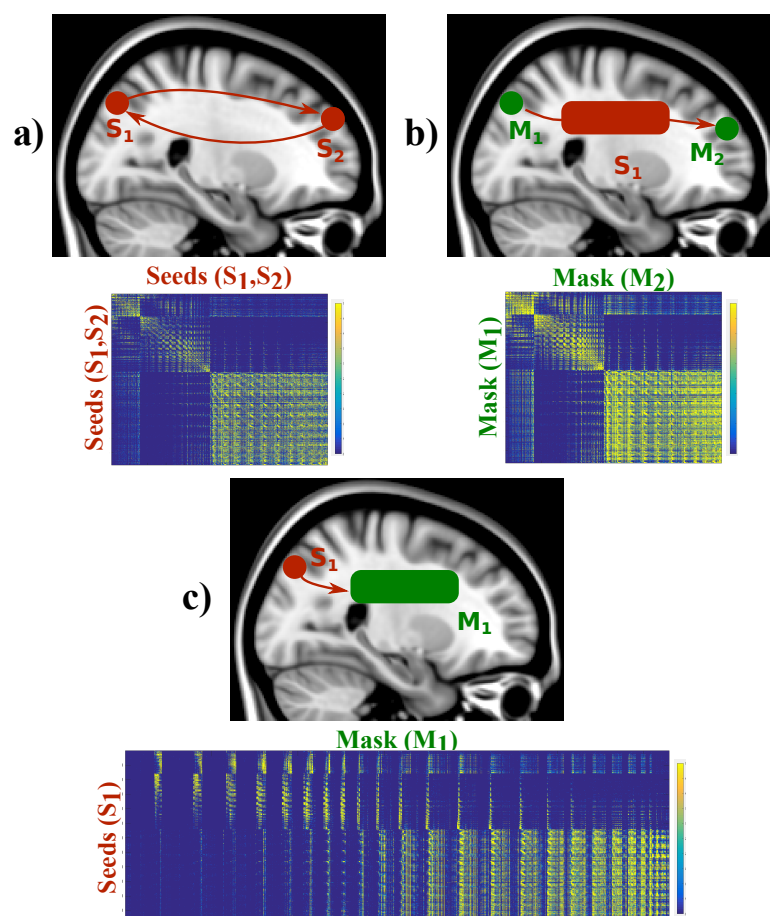 a)
S1
S2
b)
M1
S1
M2
Seeds (S1,S2)
Seeds (S1,S2)
Mask (M2)
Mask (M1)
c)
S1
M1
Mask (M1)
Seeds (S1)